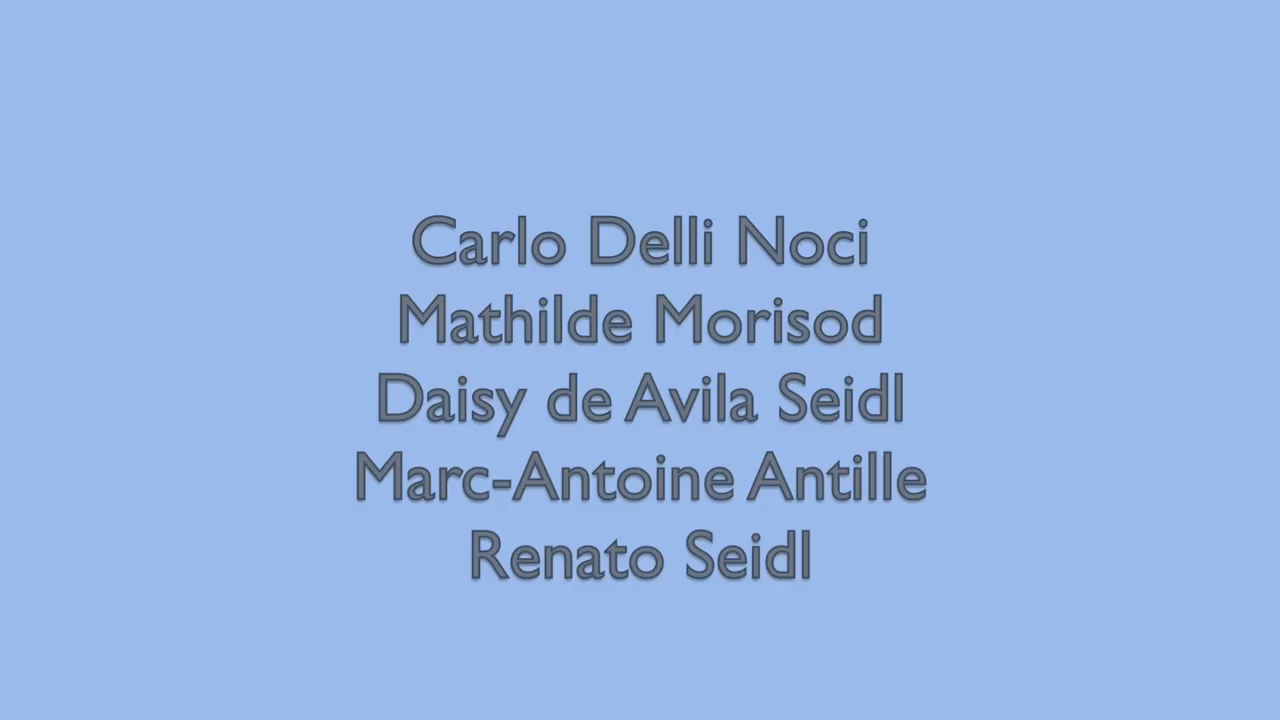 Carlo Delli Noci
Mathilde Morisod
Daisy de Avila Seidl
Marc-Antoine Antille
Renato Seidl